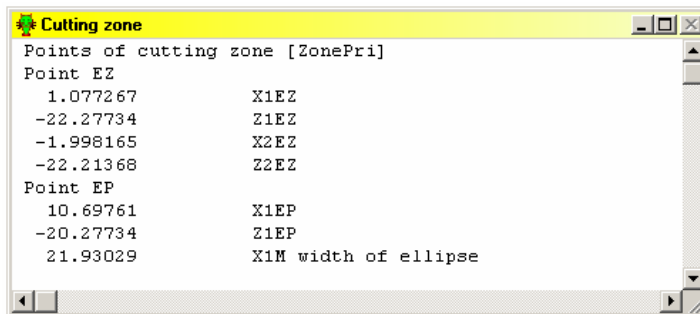 Cutting zone
Points of cutting zone [ZonePri]
Point EZ
1.077267 X1EZ
-22.27734 Z1EZ
-1.998165 X2EZ
-22.21368 Z2EZ
Point EP
10.69761 X1EP
-20.27734 Z1EP
21.93029 X1M width of ellipse